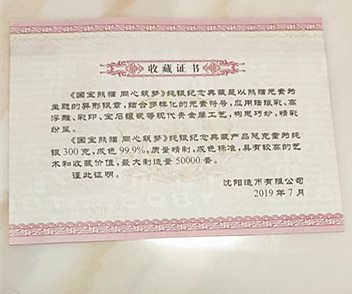 收藏证书
《国宝熊猫 同心筑梦》纯银纪念典藏是以熊猫元素为
主题的异形银章，结合多样化的元素符号，应用结银彩、高
浮雕、彩印、宝石镶嵌等现代贵金属工艺，构思巧妙，精彩
纷呈。
《国宝熊猫 同心筑梦》纯银纪念典藏产品总克重为纯
银300克，成色99.9%，质量精制，成色标准，具有较高的艺
术和收藏价值，最大制造量50000套。
谨此证明。
沈阳造币有限公司
2019年7月